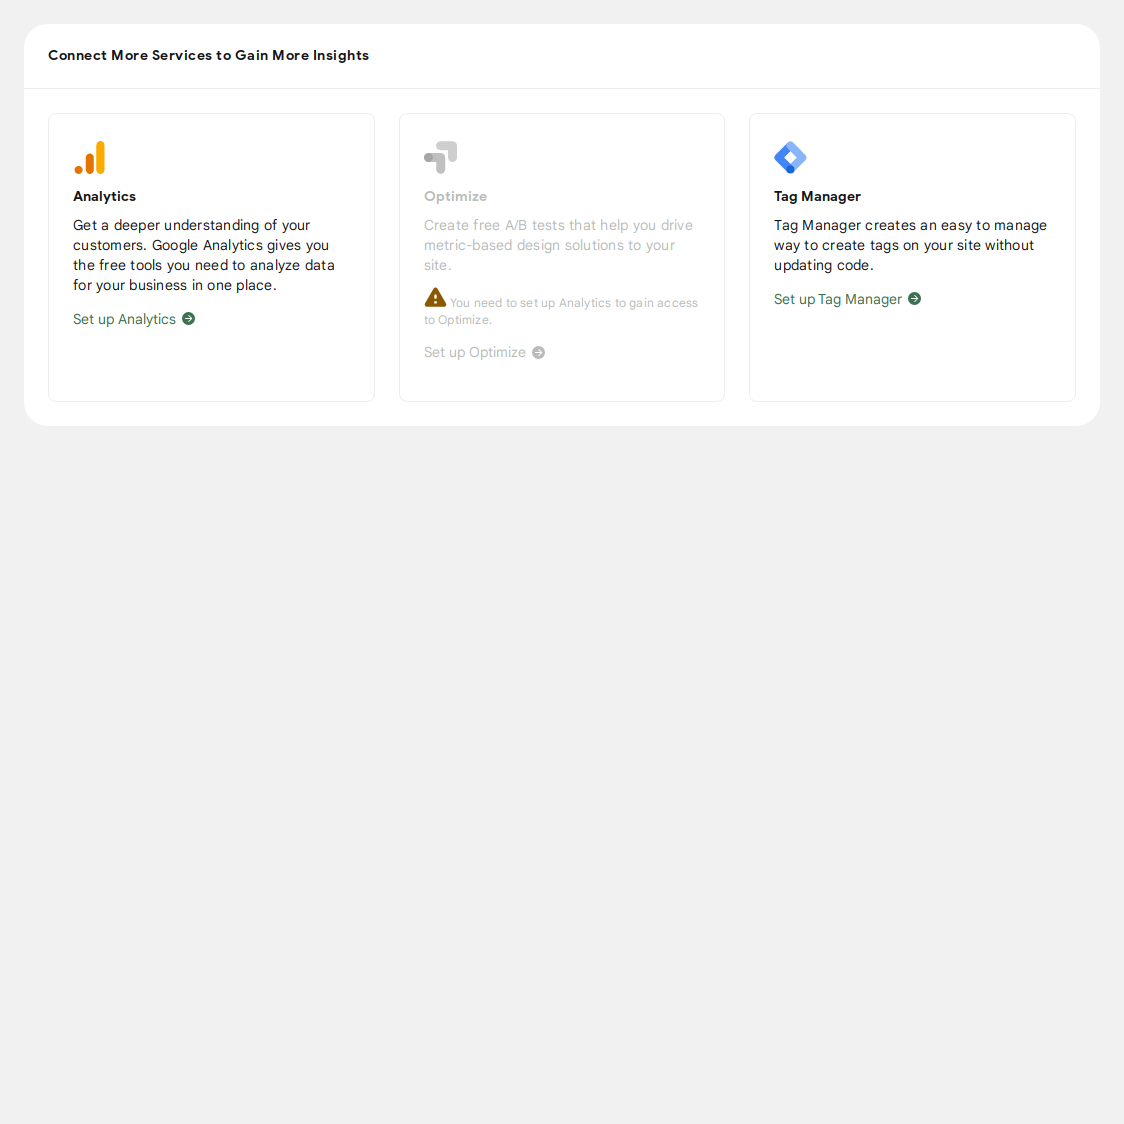 Connect More Services to Gain More Insights
Analytics
Get a deeper understanding of your
customers. Google Analytics gives you
the free tools you need to analyze data
for your business in one place.
Set up Analytics
Optimize
Create free A/B tests that help you drive
metric-based design solutions to your
site.
You need to set up Analytics to gain access
to Optimize.
Set up Optimize
Tag Manager
Tag Manager creates an easy to manage
way to create tags on your site without
updating code.
Set up Tag Manager